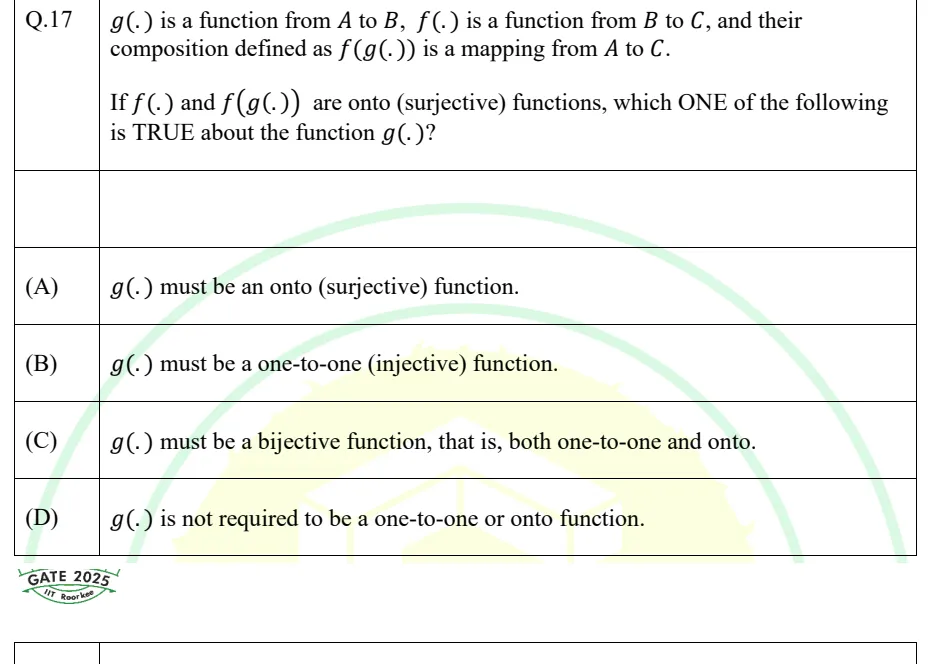 Q.17 g(.) is a function from A to B, f(.) is a function from B to C, and their
composition defined as f(g(.)) is a mapping from A to C.
If f(.) and f(g(.)) are onto (surjective) functions, which ONE of the following
is TRUE about the function g(.)?
(A) g(.) must be an onto (surjective) function.
(B) g(.) must be a one-to-one (injective) function.
(C) g(.) must be a bijective function, that is, both one-to-one and onto.
(D) g(.) is not required to be a one-to-one or onto function.
GATE 2025
IIT Roorkee